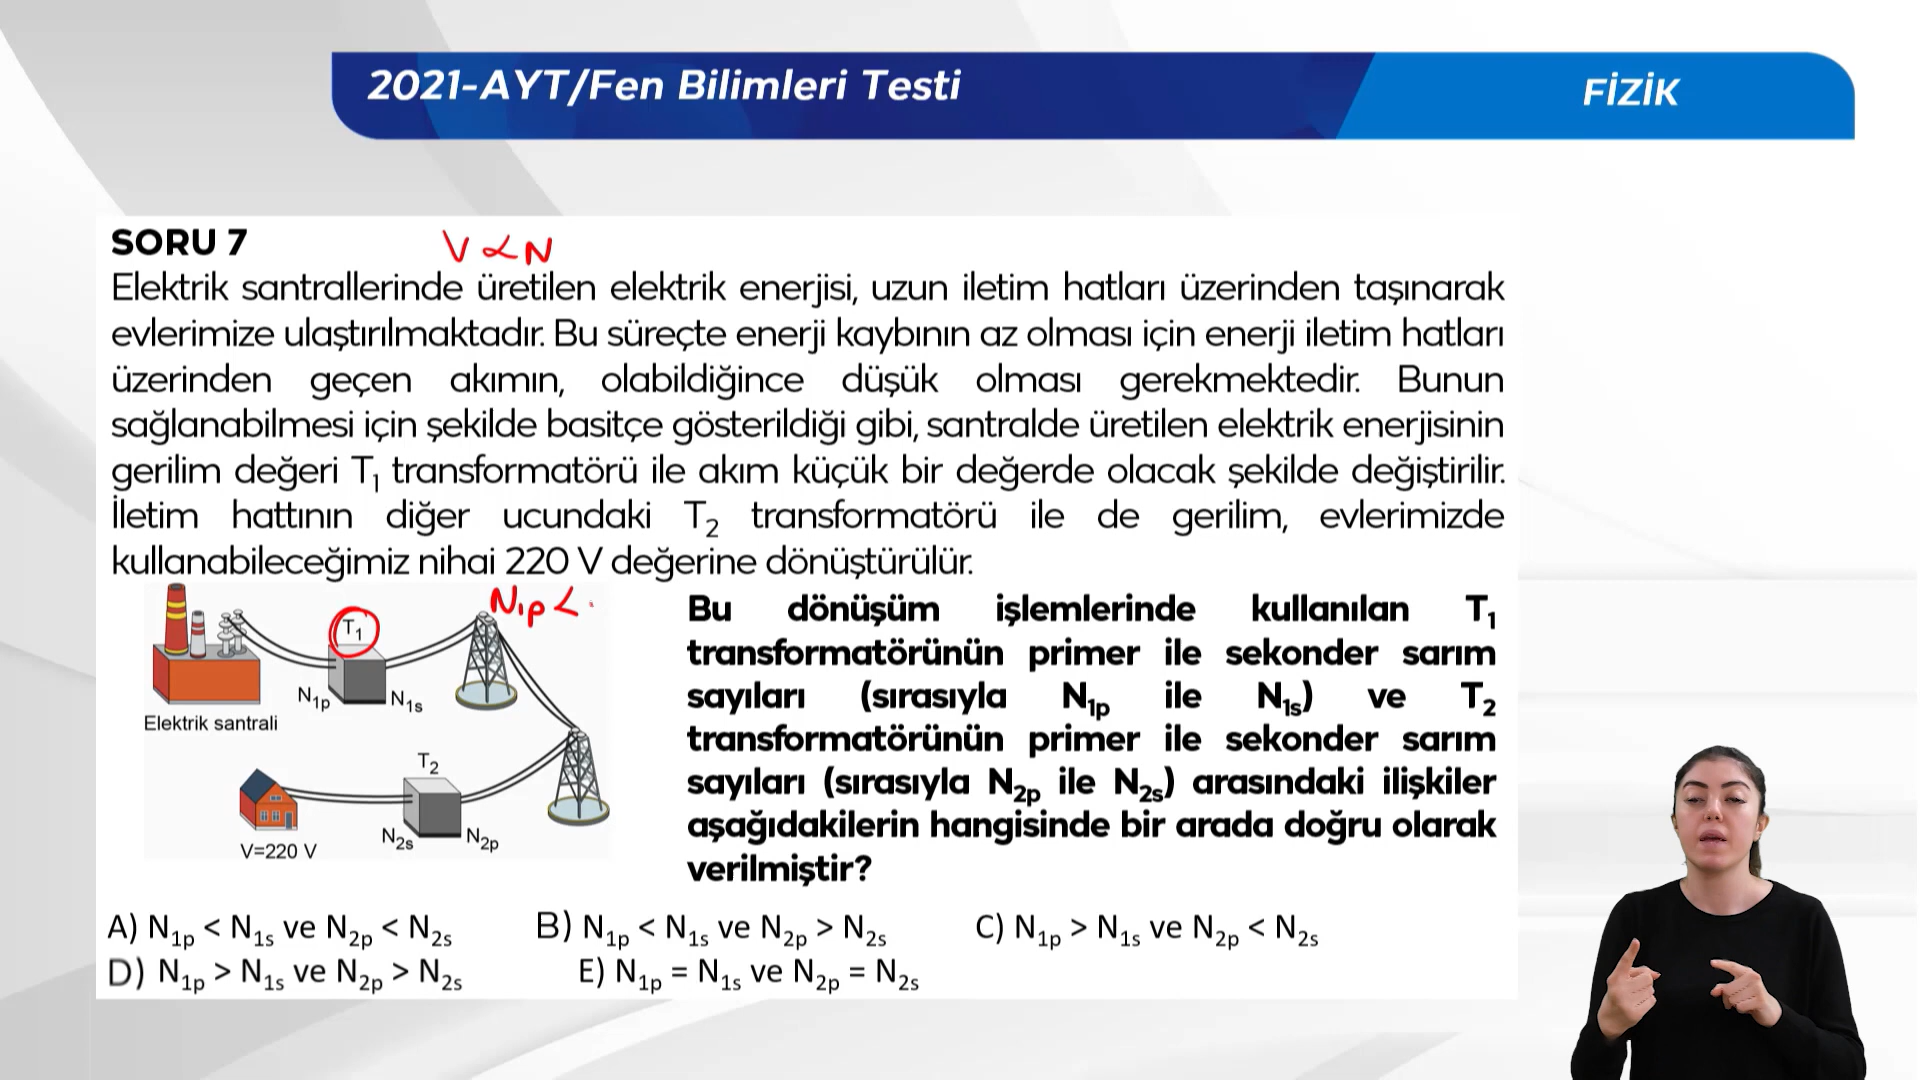 2021-AYT/Fen Bilimleri Testi
FİZİK
SORU 7
V ∝ N
Elektrik santrallerinde üretilen elektrik enerjisi, uzun iletim hatları üzerinden taşınarak
evlerimize ulaştırılmaktadır. Bu süreçte enerji kaybının az olması için enerji iletim hatları
üzerinden geçen akımın, olabildiğince düşük olması gerekmektedir. Bunun
sağlanabilmesi için şekilde basitçe gösterildiği gibi, santralde üretilen elektrik enerjisinin
gerilim değeri T₁ transformatörü ile akım küçük bir değerde olacak şekilde değiştirilir.
İletim hattının diğer ucundaki T₂ transformatörü ile de gerilim, evlerimizde
kullanabileceğimiz nihai 220 V değerine dönüştürülür.
N₁p <
T₁
N₁p
N₁s
Elektrik santrali
T₂
N₂s
N₂p
V=220 V
Bu dönüşüm işlemlerinde kullanılan T₁
transformatörünün primer ile sekonder sarım
sayıları (sırasıyla N₁p ile N₁s) ve T₂
transformatörünün primer ile sekonder sarım
sayıları (sırasıyla N₂p ile N₂s) arasındaki ilişkiler
aşağıdakilerin hangisinde bir arada doğru olarak
verilmiştir?
A) N₁p < N₁s ve N₂p < N₂s B) N₁p < N₁s ve N₂p > N₂s C) N₁p > N₁s ve N₂p < N₂s
D) N₁p > N₁s ve N₂p > N₂s E) N₁p = N₁s ve N₂p = N₂s